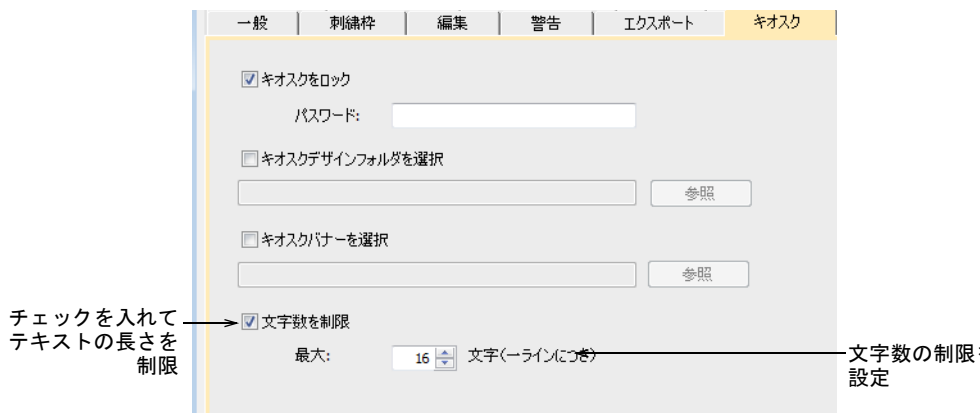 一般 刺繍枠 編集 警告 エクスポート キオスク
キオスクをロック
パスワード:
キオスクデザインフォルダを選択
参照
キオスクバナーを選択
参照
チェックを入れて
テキストの長さを
制限
文字数を制限
最大: 16 文字(一ラインにつき)
文字数の制限を
設定